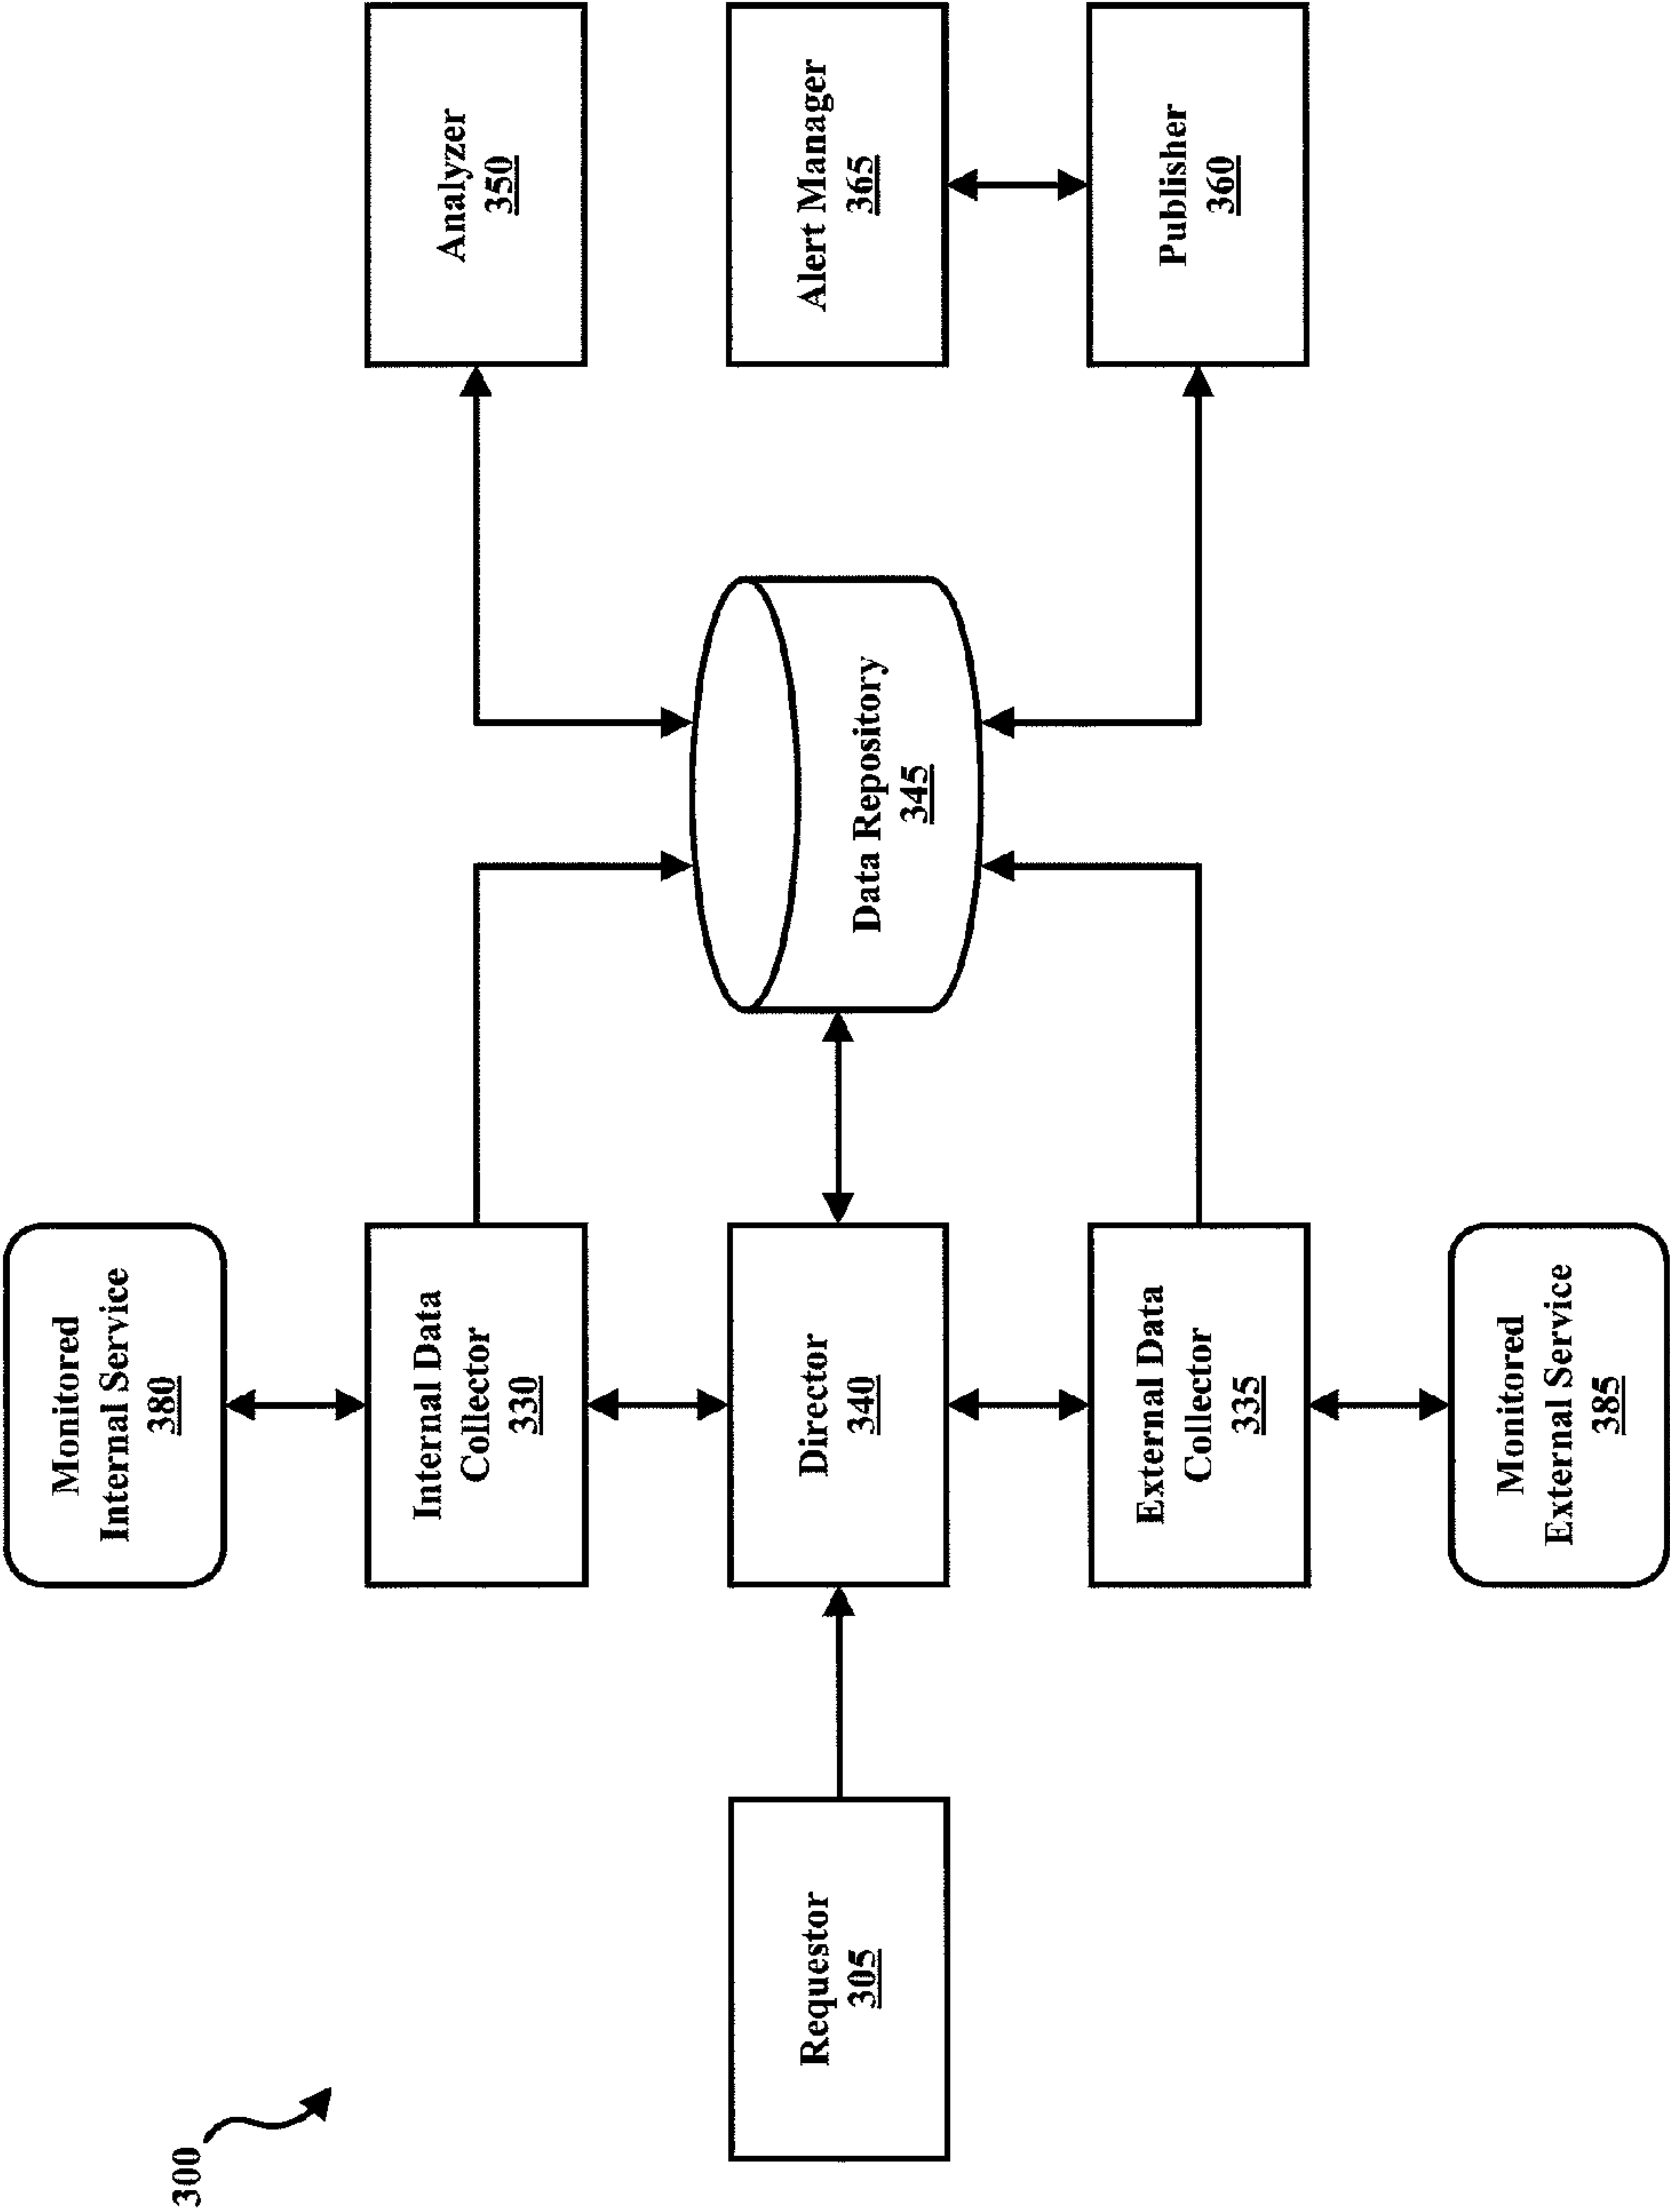 300
Requestor
305
Monitored
Internal Service
380
Internal Data
Collector
330
Director
340
External Data
Collector
335
Monitored
External Service
385
Data Repository
345
Analyzer
350
Alert Manager
365
Publisher
360